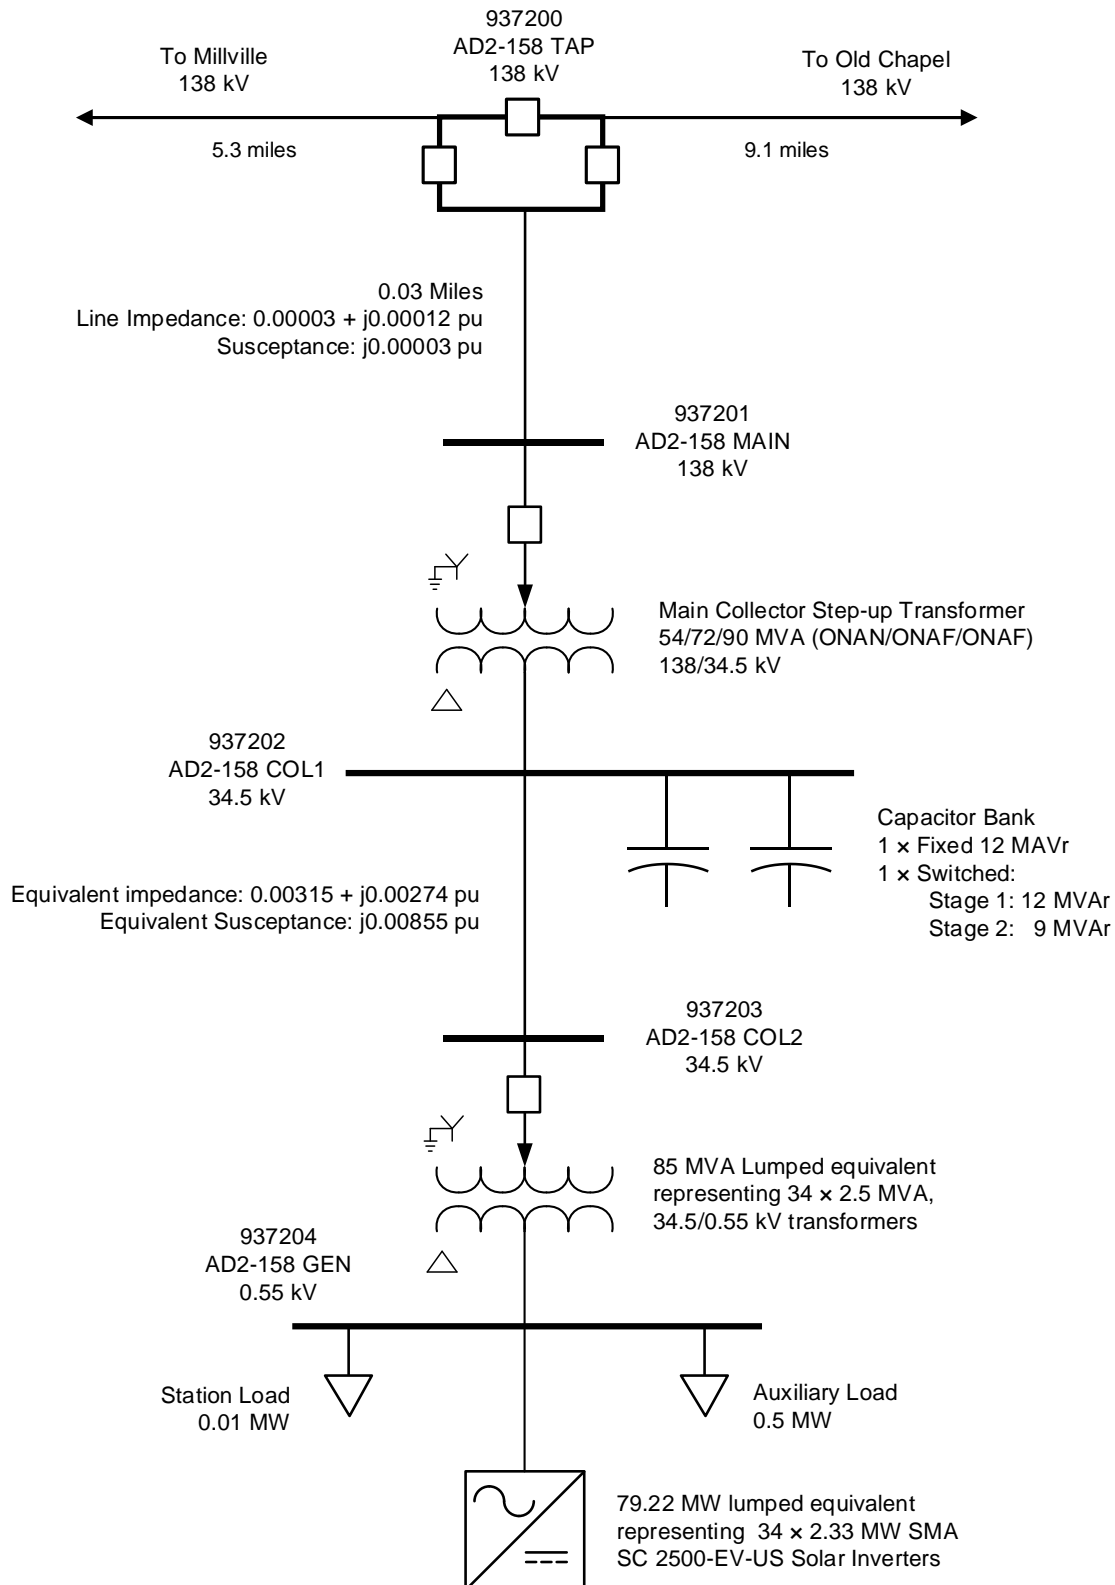 937200
AD2-158 TAP
138 kV
To Millville
138 kV
To Old Chapel
138 kV
5.3 miles
9.1 miles
0.03 Miles
Line Impedance: 0.00003 + j0.00012 pu
Susceptance: j0.00003 pu
937201
AD2-158 MAIN
138 kV
Main Collector Step-up Transformer
54/72/90 MVA (ONAN/ONAF/ONAF)
138/34.5 kV
937202
AD2-158 COL1
34.5 kV
Capacitor Bank
1 × Fixed 12 MAVr
1 × Switched:
Stage 1: 12 MVAr
Stage 2: 9 MVAr
Equivalent impedance: 0.00315 + j0.00274 pu
Equivalent Susceptance: j0.00855 pu
937203
AD2-158 COL2
34.5 kV
85 MVA Lumped equivalent
representing 34 × 2.5 MVA,
34.5/0.55 kV transformers
937204
AD2-158 GEN
0.55 kV
Station Load
0.01 MW
Auxiliary Load
0.5 MW
79.22 MW lumped equivalent
representing 34 × 2.33 MW SMA
SC 2500-EV-US Solar Inverters